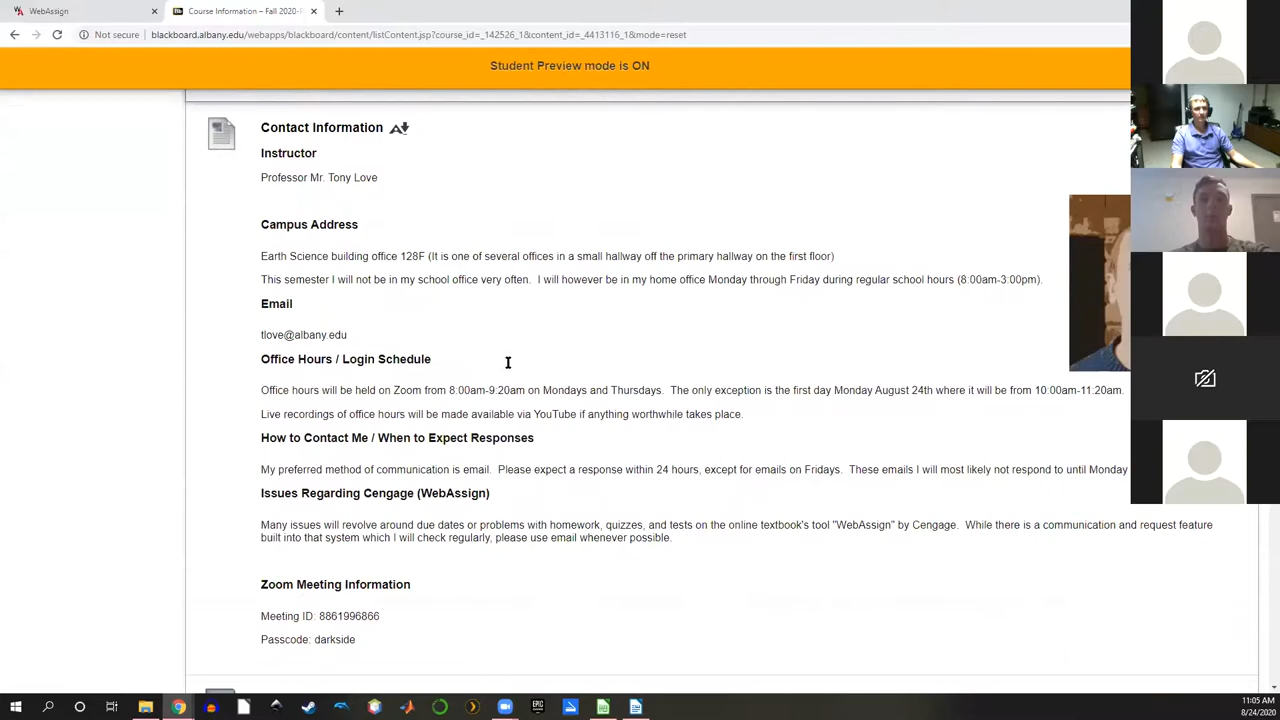 WebAssign
Bb
Course Information – Fall 2020-
Not secure
blackboard.albany.edu/webapps/blackboard/content/listContent.jsp?course_id=_142526_1&content_id=_4413116_1&mode=reset
Student Preview mode is ON
Contact Information
Instructor
Professor Mr. Tony Love
Campus Address
Earth Science building office 128F (It is one of several offices in a small hallway off the primary hallway on the first floor)
This semester I will not be in my school office very often.  I will however be in my home office Monday through Friday during regular school hours (8:00am-3:00pm).
Email
tlove@albany.edu
Office Hours / Login Schedule
Office hours will be held on Zoom from 8:00am-9:20am on Mondays and Thursdays.  The only exception is the first day Monday August 24th where it will be from 10:00am-11:20am.
Live recordings of office hours will be made available via YouTube if anything worthwhile takes place.
How to Contact Me / When to Expect Responses
My preferred method of communication is email.  Please expect a response within 24 hours, except for emails on Fridays.  These emails I will most likely not respond to until Monday
Issues Regarding Cengage (WebAssign)
Many issues will revolve around due dates or problems with homework, quizzes, and tests on the online textbook's tool "WebAssign" by Cengage.  While there is a communication and request feature
built into that system which I will check regularly, please use email whenever possible.
Zoom Meeting Information
Meeting ID: 8861996866
Passcode: darkside
EPIC
11:05 AM
8/24/2020